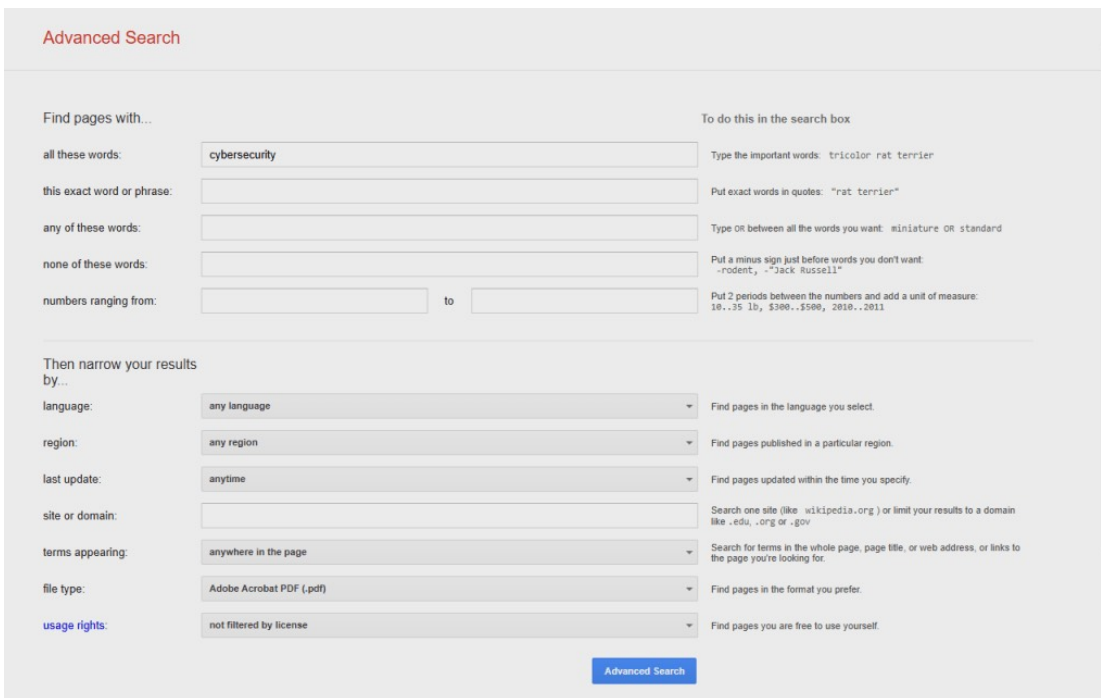 Advanced Search
Find pages with...
To do this in the search box
all these words:
cybersecurity
Type the important words: tricolor rat terrier
this exact word or phrase:
Put exact words in quotes: "rat terrier"
any of these words:
Type OR between all the words you want: miniature OR standard
none of these words:
Put a minus sign just before words you don't want:
-rodent, -"Jack Russell"
numbers ranging from:
to
Put 2 periods between the numbers and add a unit of measure:
10..35 lb, $300..$500, 2010..2011
Then narrow your results
by...
language:
any language
Find pages in the language you select.
region:
any region
Find pages published in a particular region.
last update:
anytime
Find pages updated within the time you specify.
site or domain:
Search one site (like wikipedia.org ) or limit your results to a domain
like .edu, .org or .gov
terms appearing:
anywhere in the page
Search for terms in the whole page, page title, or web address, or links to
the page you're looking for.
file type:
Adobe Acrobat PDF (.pdf)
Find pages in the format you prefer.
usage rights:
not filtered by license
Find pages you are free to use yourself.
Advanced Search